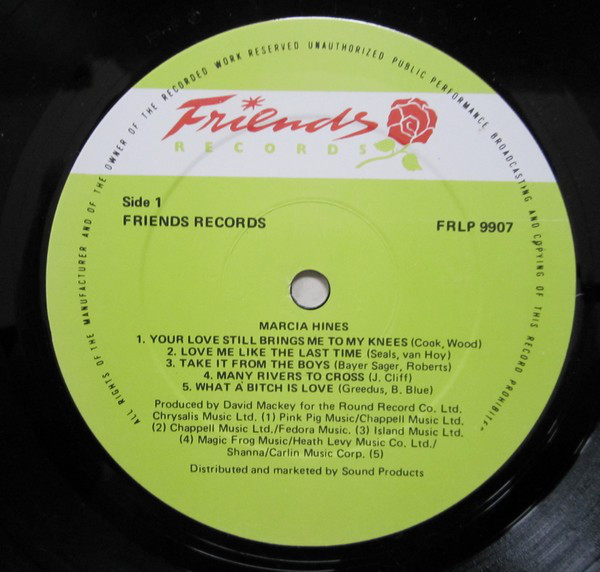 ALL RIGHTS OF THE MANUFACTURER AND OF THE OWNER OF THE RECORDED WORK RESERVED UNAUTHORIZED PUBLIC PERFORMANCE BROADCASTING AND COPYING OF THIS RECORD PROHIBITED
Friends
RECORDS
Side 1
FRIENDS RECORDS
FRLP 9907
MARCIA HINES
1. YOUR LOVE STILL BRINGS ME TO MY KNEES (Cook, Wood)
2. LOVE ME LIKE THE LAST TIME (Seals, van Hoy)
3. TAKE IT FROM THE BOYS (Bayer Sager, Roberts)
4. MANY RIVERS TO CROSS (J. Cliff)
5. WHAT A BITCH IS LOVE (Greedus, B. Blue)
Produced by David Mackey for the Round Record Co. Ltd.
Chrysalis Music Ltd. (1) Pink Pig Music/Chappell Music Ltd.
(2) Chappell Music Ltd./Fedora Music. (3) Island Music Ltd.
(4) Magic Frog Music/Heath Levy Music Co. Ltd./
Shanna/Carlin Music Corp. (5)
Distributed and marketed by Sound Products